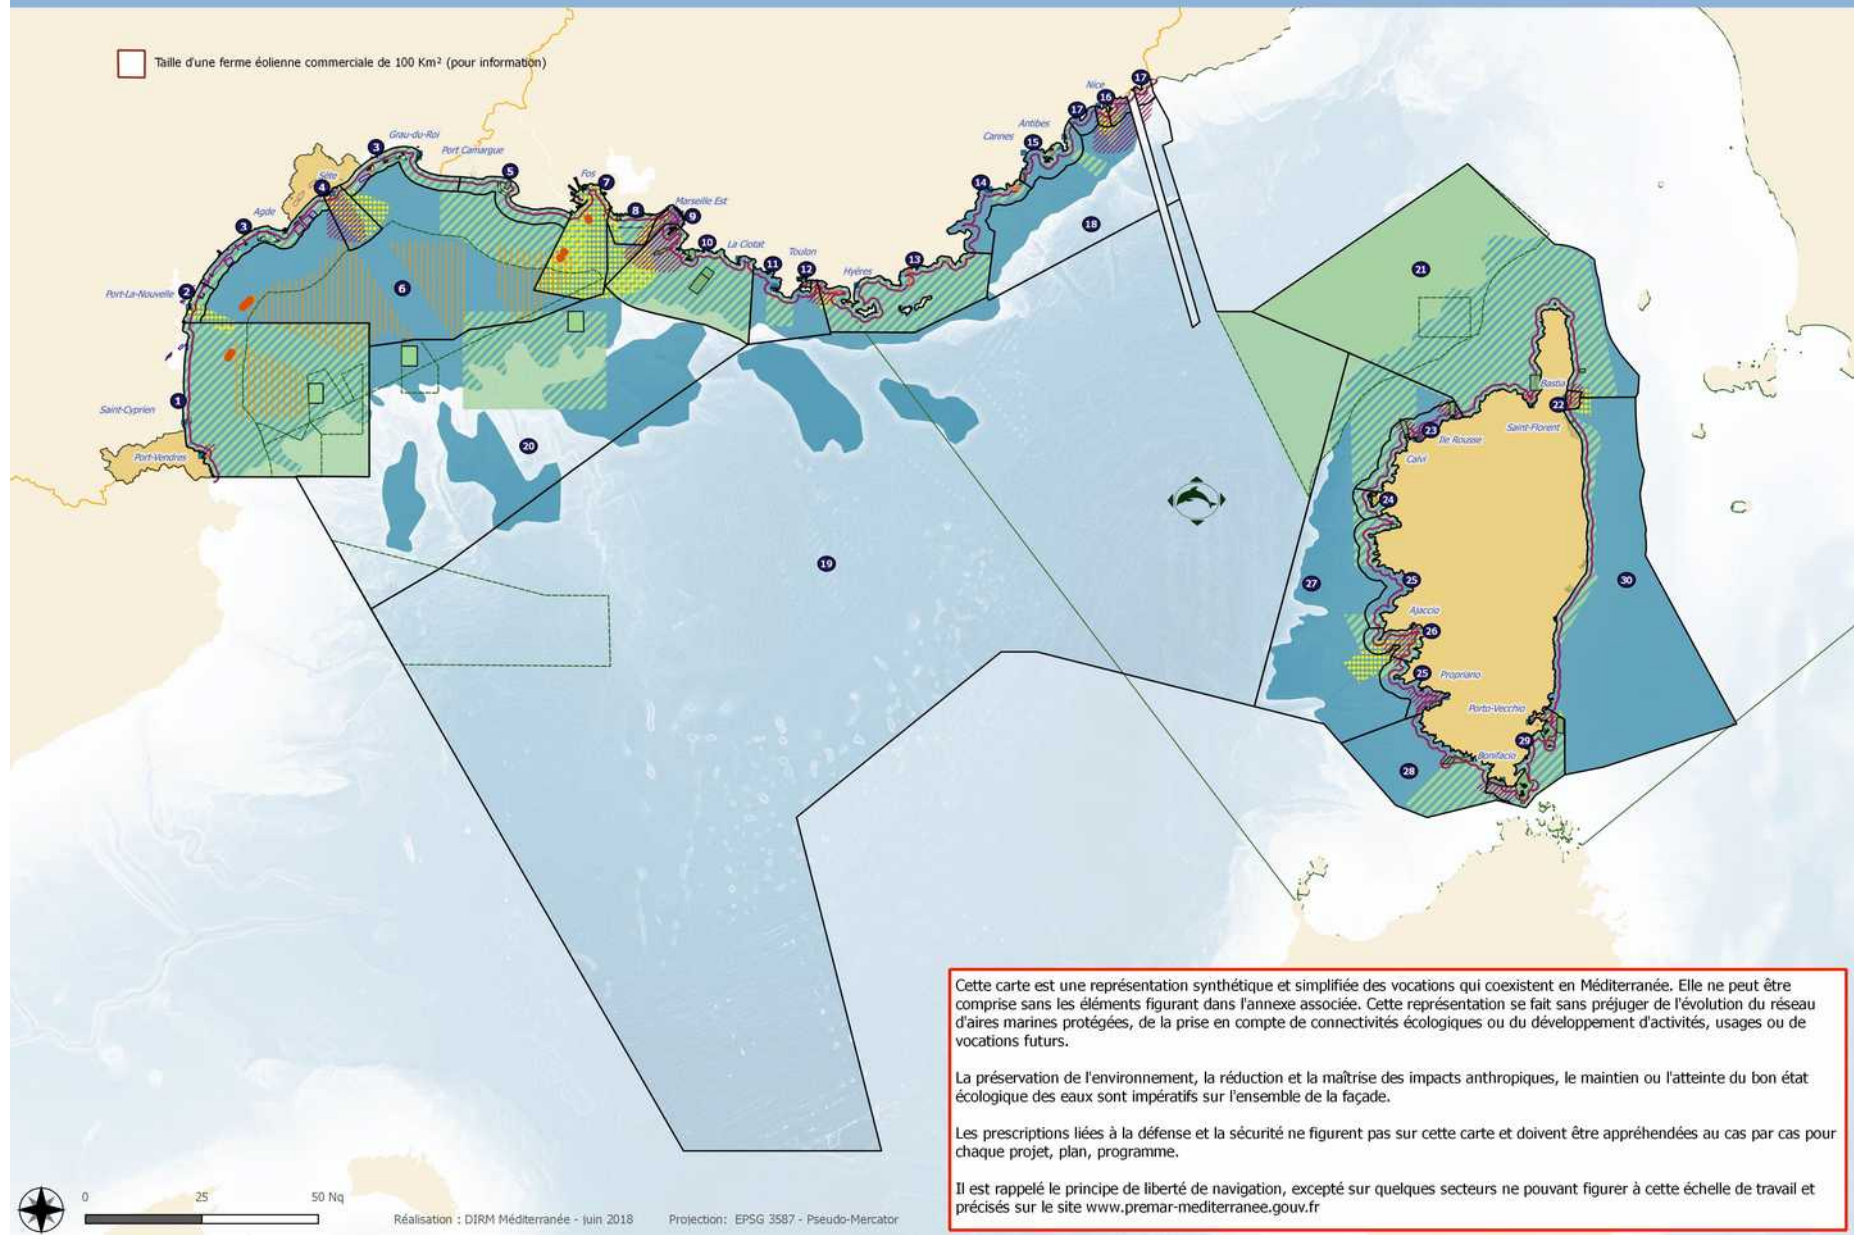 Taille d'une ferme éolienne commerciale de 100 Km² (pour information)
17
Nice
16
17
Antibes
Cannes
15
Grau-du-Roi
3
Port Camargue
5
Fos
7
14
Sète
4
Marseille Est
8
9
Agde
3
18
10
La Ciotat
Toulon
11
12
Hyères
13
21
Port-La-Nouvelle
2
6
Bastia
22
Saint-Cyprien
1
Saint-Florent
23
Ile Rousse
20
Port-Vendres
Calvi
24
19
25
27
30
Ajaccio
26
25
Propriano
Porto-Vecchio
29
Bonifacio
28
Cette carte est une représentation synthétique et simplifiée des vocations qui coexistent en Méditerranée. Elle ne peut être
comprise sans les éléments figurant dans l'annexe associée. Cette représentation se fait sans préjuger de l'évolution du réseau
d'aires marines protégées, de la prise en compte de connectivités écologiques ou du développement d'activités, usages ou de
vocations futurs.
La préservation de l'environnement, la réduction et la maîtrise des impacts anthropiques, le maintien ou l'atteinte du bon état
écologique des eaux sont impératifs sur l'ensemble de la façade.
Les prescriptions liées à la défense et la sécurité ne figurent pas sur cette carte et doivent être appréhendées au cas par cas pour
chaque projet, plan, programme.
Il est rappelé le principe de liberté de navigation, excepté sur quelques secteurs ne pouvant figurer à cette échelle de travail et
précisés sur le site www.premar-mediterranee.gouv.fr
0 25 50 Nq
Réalisation : DIRM Méditerranée - juin 2018 Projection: EPSG 3587 - Pseudo-Mercator